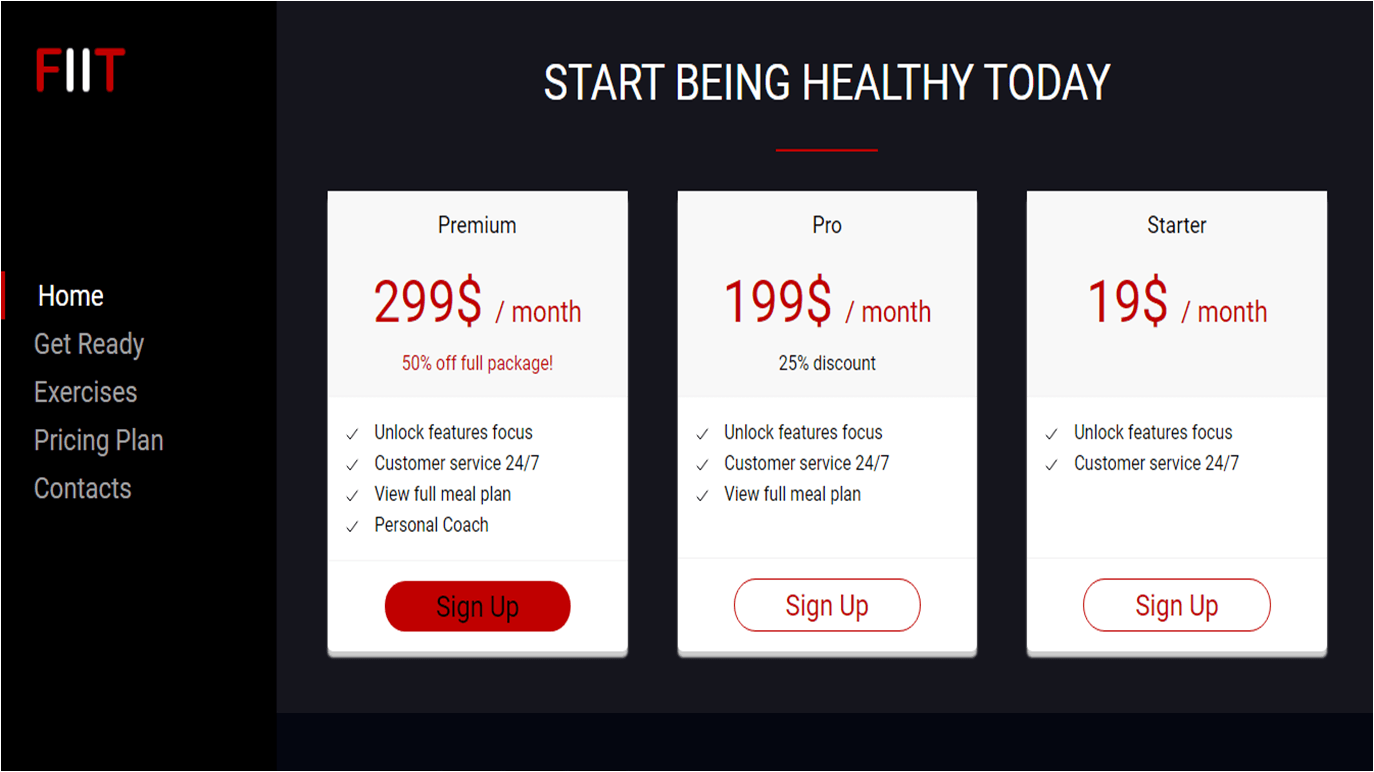 FIIT
Home
Get Ready
Exercises
Pricing Plan
Contacts
START BEING HEALTHY TODAY
Premium
299$ / month
50% off full package!
Unlock features focus
Customer service 24/7
View full meal plan
Personal Coach
Sign Up
Pro
199$ / month
25% discount
Unlock features focus
Customer service 24/7
View full meal plan
Sign Up
Starter
19$ / month
Unlock features focus
Customer service 24/7
Sign Up